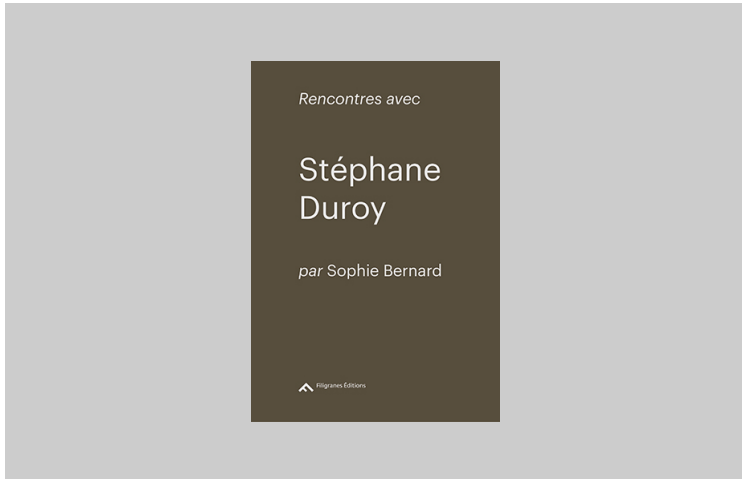 Rencontres avec
Stéphane
Duroy
par Sophie Bernard
Filigranes Éditions